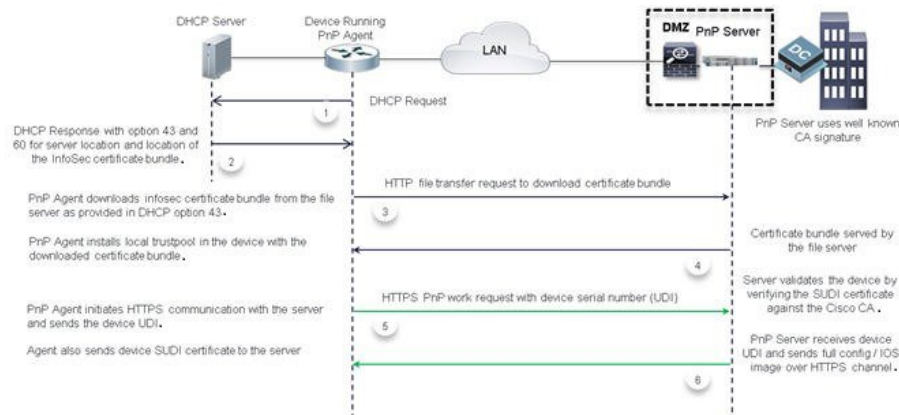 DHCP Server
Device Running
PnP Agent
LAN
DMZ
PnP Server
DC
DHCP Request
1
PnP Server uses well known
CA signature
DHCP Response with option 43 and
60 for server location and location of
the InfoSec certificate bundle.
2
HTTP file transfer request to download certificate bundle
3
PnP Agent downloads infosec certificate bundle from the file
server as provided in DHCP option 43.
PnP Agent installs local trustpool in the device with the
downloaded certificate bundle.
Certificate bundle served by
the file server
4
Server validates the device by
verifying the SUDI certificate
against the Cisco CA.
HTTPS PnP work request with device serial number (UDI)
5
PnP Agent initiates HTTPS communication with the server
and sends the device UDI.
Agent also sends device SUDI certificate to the server
PnP Server receives device
UDI and sends full config / IOS
image over HTTPS channel.
6